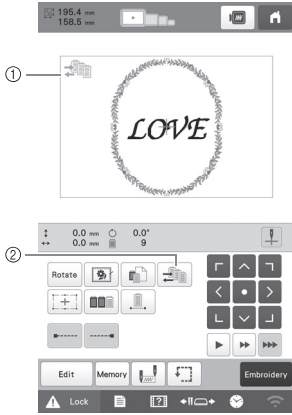 195.4 mm
158.5 mm
①
LOVE
↕ 0.0 mm 0.0°
↔ 0.0 mm 9
②
Rotate
Edit Memory Embroidery
Lock